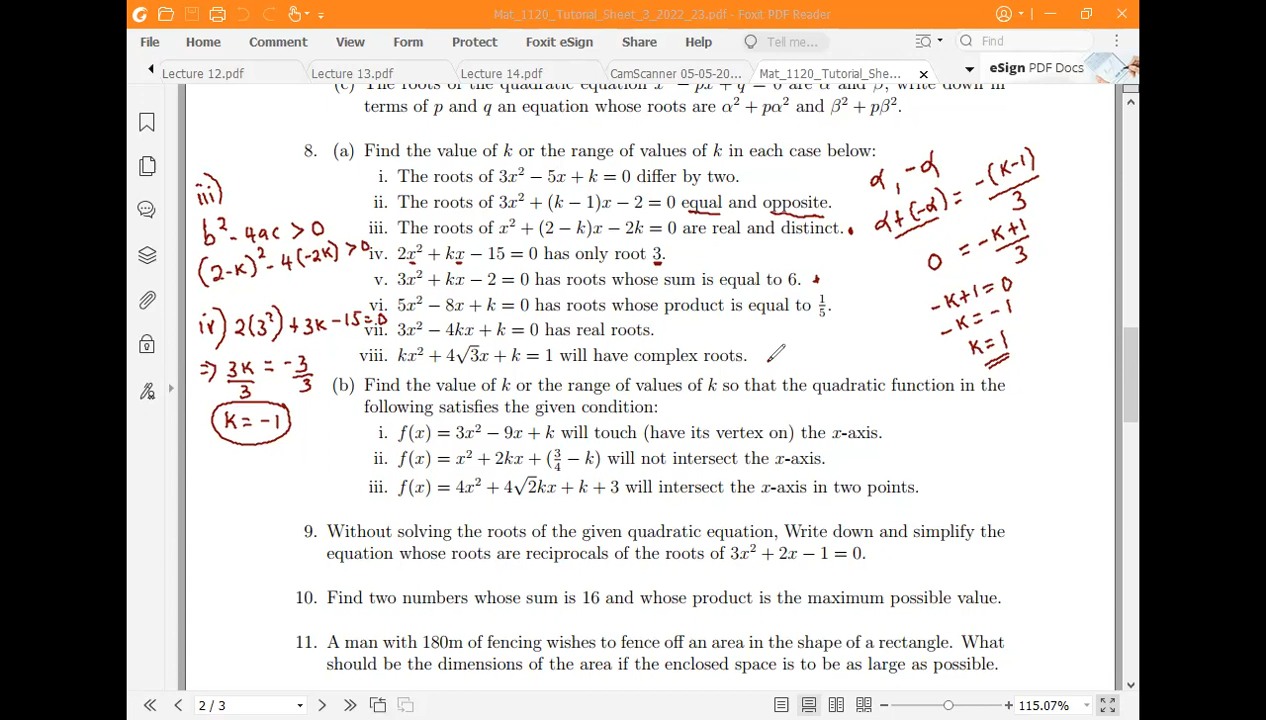 Mat_1120_Tutorial_Sheet_3_2022_23.pdf - Foxit PDF Reader
File Home Comment View Form Protect Foxit eSign Share Help Tell me... Find
Lecture 12.pdf Lecture 13.pdf Lecture 14.pdf CamScanner 05-05-20... Mat_1120_Tutorial_Shee... eSign PDF Docs
(c) The roots of the quadratic equation x² − px + q = 0 are α and β, write down in
terms of p and q an equation whose roots are α² + pα² and β² + pβ².
8. (a) Find the value of k or the range of values of k in each case below:
i. The roots of 3x² − 5x + k = 0 differ by two.
ii. The roots of 3x² + (k − 1)x − 2 = 0 equal and opposite.
iii. The roots of x² + (2 − k)x − 2k = 0 are real and distinct.
iv. 2x² + kx − 15 = 0 has only root 3.
v. 3x² + kx − 2 = 0 has roots whose sum is equal to 6.
vi. 5x² − 8x + k = 0 has roots whose product is equal to 1/5.
vii. 3x² − 4kx + k = 0 has real roots.
viii. kx² + 4√3x + k = 1 will have complex roots.
(b) Find the value of k or the range of values of k so that the quadratic function in the
following satisfies the given condition:
i. f(x) = 3x² − 9x + k will touch (have its vertex on) the x-axis.
ii. f(x) = x² + 2kx + (3/4 − k) will not intersect the x-axis.
iii. f(x) = 4x² + 4√2kx + k + 3 will intersect the x-axis in two points.
9. Without solving the roots of the given quadratic equation, Write down and simplify the
equation whose roots are reciprocals of the roots of 3x² + 2x − 1 = 0.
10. Find two numbers whose sum is 16 and whose product is the maximum possible value.
11. A man with 180m of fencing wishes to fence off an area in the shape of a rectangle. What
should be the dimensions of the area if the enclosed space is to be as large as possible.
iii)
b² - 4ac > 0
(2-k)² - 4(-2k) > 0
iv) 2(3²) + 3k - 15 = 0
⇒ 3k/3 = -3/3
k = -1
α, -α
α + (-α) = -(k-1)/3
0 = -k+1/3
-k+1 = 0
-k = -1
k = 1
2 / 3 115.07%